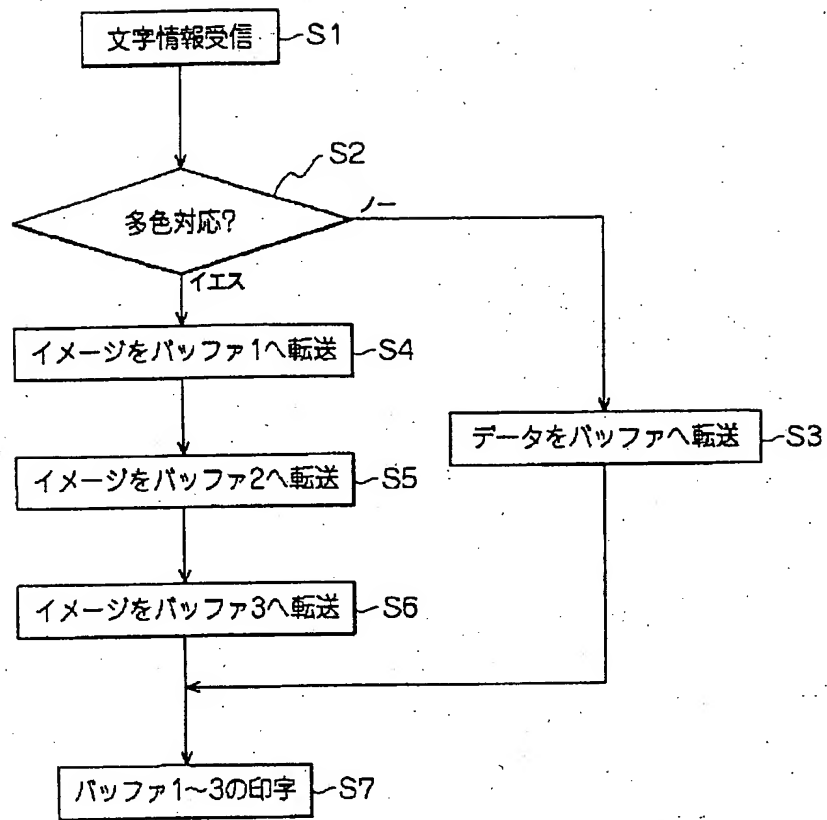 文字情報受信 S1
S2
多色対応? ノー
イエス
イメージをバッファ1へ転送 S4
データをバッファへ転送 S3
イメージをバッファ2へ転送 S5
イメージをバッファ3へ転送 S6
バッファ1～3の印字 S7